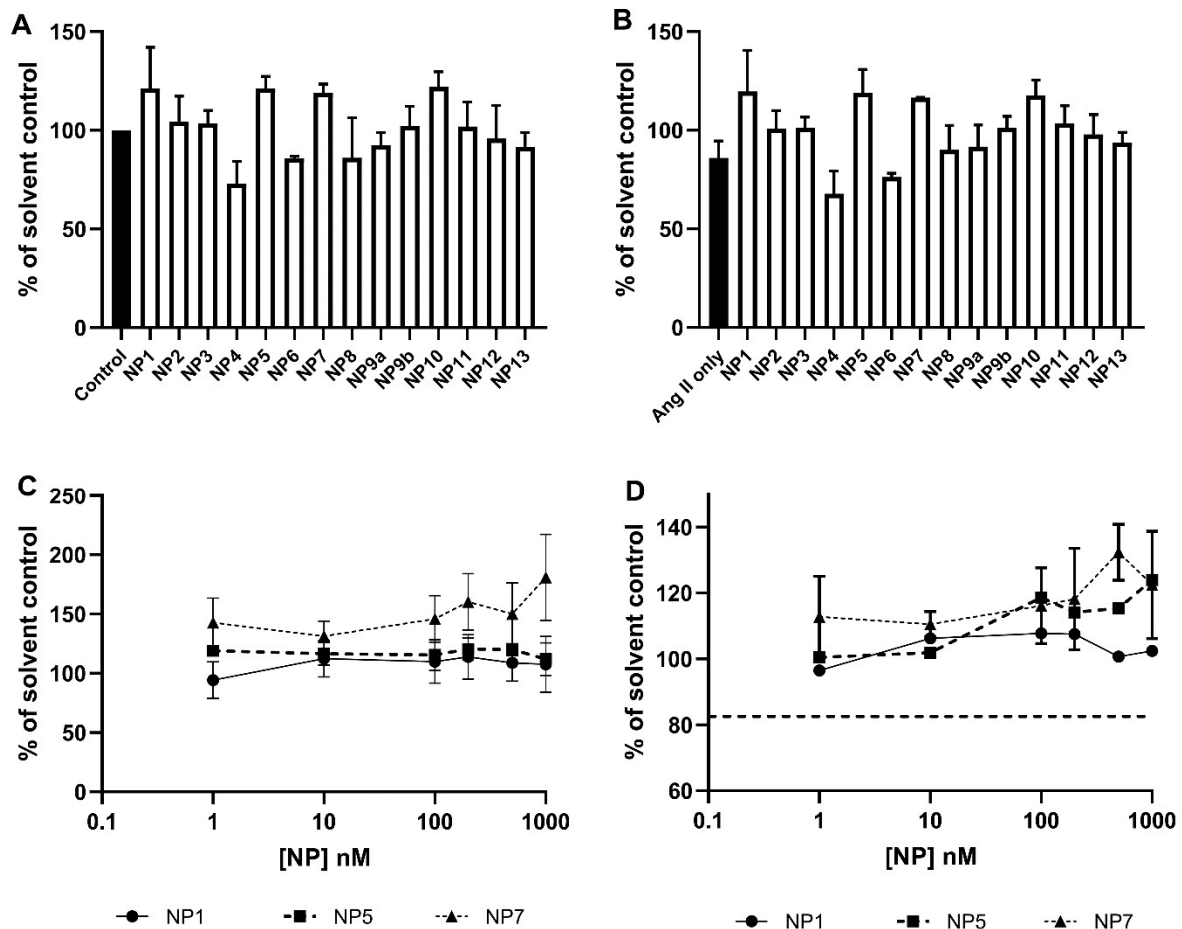 A
% of solvent control
150
100
50
0
Control
NP1
NP2
NP3
NP4
NP5
NP6
NP7
NP8
NP9a
NP9b
NP10
NP11
NP12
NP13
B
% of solvent control
150
100
50
0
Ang II only
NP1
NP2
NP3
NP4
NP5
NP6
NP7
NP8
NP9a
NP9b
NP10
NP11
NP12
NP13
C
% of solvent control
250
200
150
100
50
0
0.1 1 10 100 1000
[NP] nM
NP1 NP5 NP7
D
% of solvent control
140
120
100
80
60
0.1 1 10 100 1000
[NP] nM
NP1 NP5 NP7